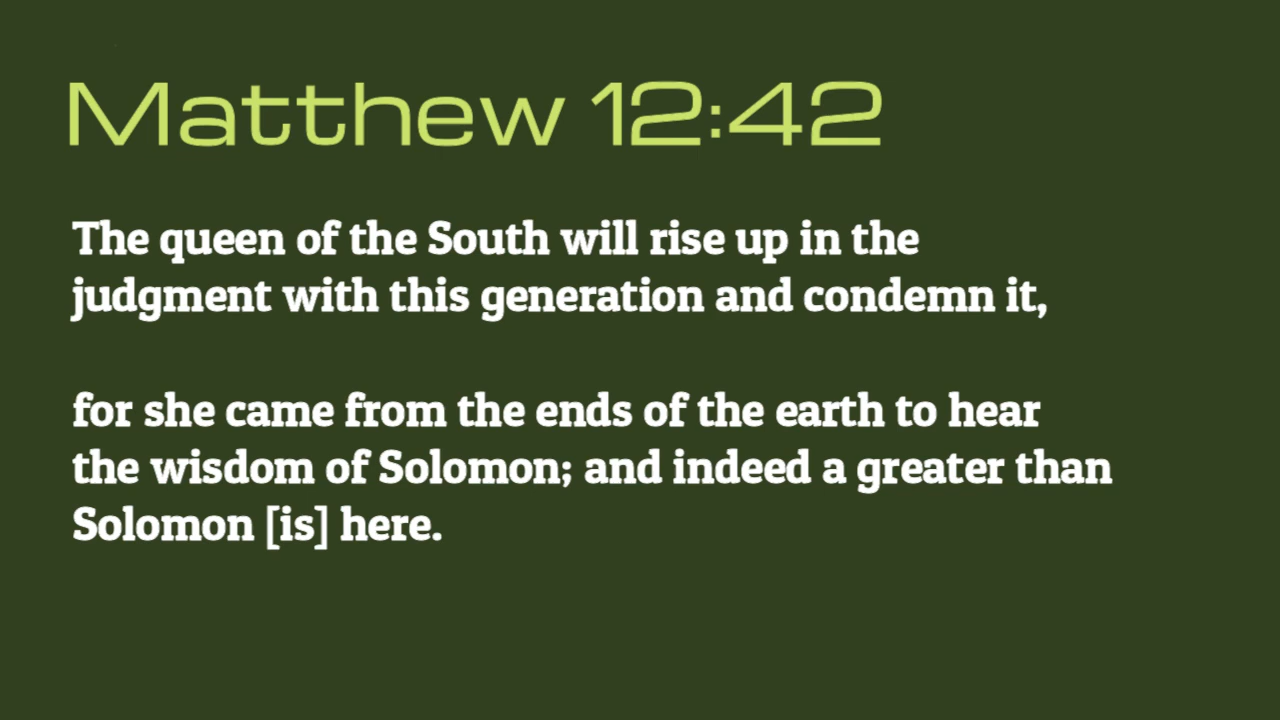 Matthew 12:42
The queen of the South will rise up in the
judgment with this generation and condemn it,
for she came from the ends of the earth to hear
the wisdom of Solomon; and indeed a greater than
Solomon [is] here.